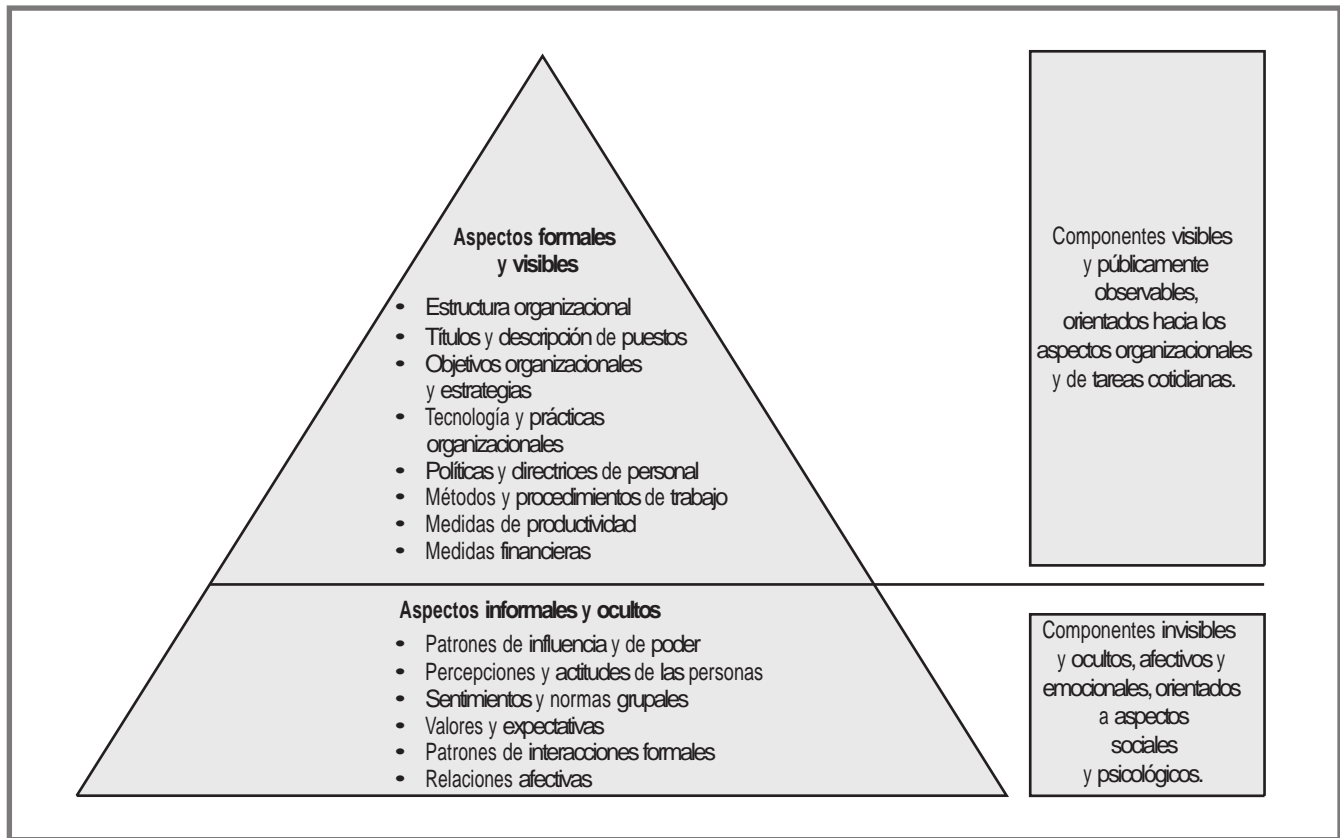 Aspectos formales
y visibles
• Estructura organizacional
• Títulos y descripción de puestos
• Objetivos organizacionales
y estrategias
• Tecnología y prácticas
organizacionales
• Políticas y directrices de personal
• Métodos y procedimientos de trabajo
• Medidas de productividad
• Medidas financieras
Componentes visibles
y públicamente
observables,
orientados hacia los
aspectos organizacionales
y de tareas cotidianas.
Aspectos informales y ocultos
• Patrones de influencia y de poder
• Percepciones y actitudes de las personas
• Sentimientos y normas grupales
• Valores y expectativas
• Patrones de interacciones formales
• Relaciones afectivas
Componentes invisibles
y ocultos, afectivos y
emocionales, orientados
a aspectos
sociales
y psicológicos.